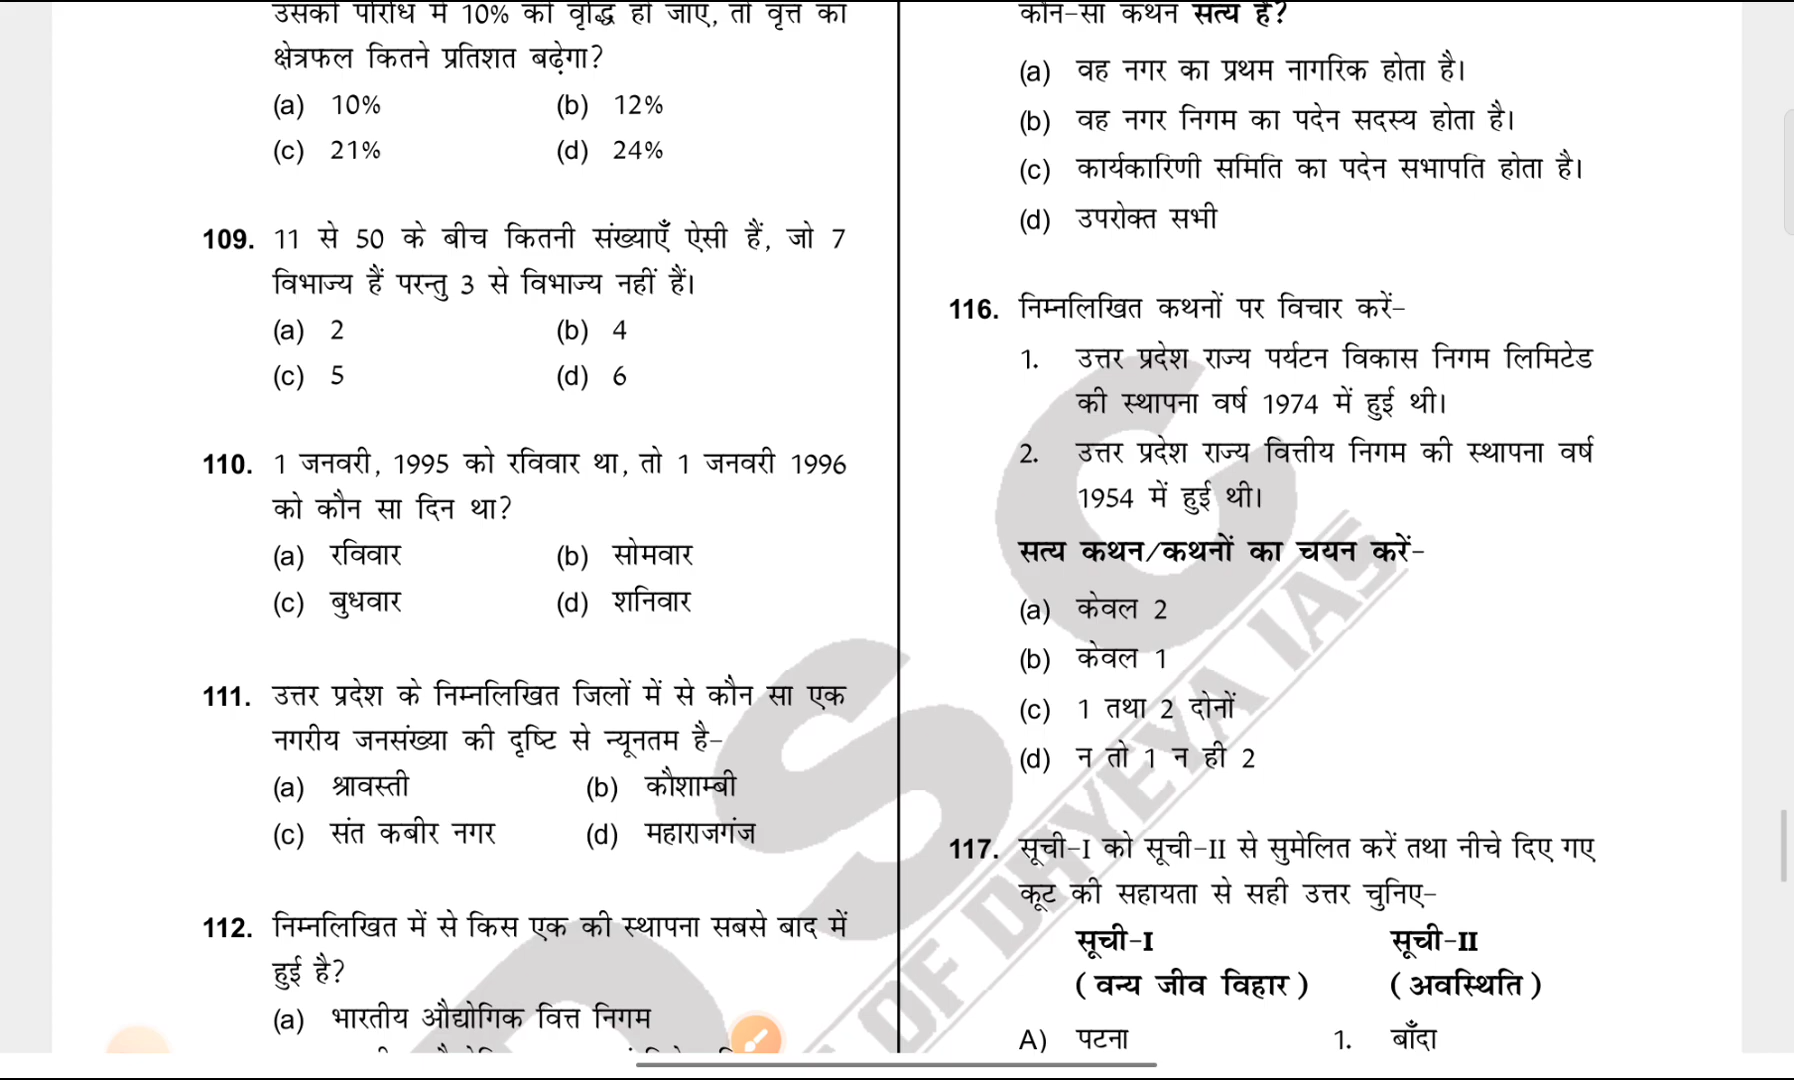 उसकी परिधि में 10% की वृद्धि हो जाए, तो वृत्त का
क्षेत्रफल कितने प्रतिशत बढ़ेगा?
(a) 10% (b) 12%
(c) 21% (d) 24%
109. 11 से 50 के बीच कितनी संख्याएँ ऐसी हैं, जो 7
विभाज्य हैं परन्तु 3 से विभाज्य नहीं हैं।
(a) 2 (b) 4
(c) 5 (d) 6
110. 1 जनवरी, 1995 को रविवार था, तो 1 जनवरी 1996
को कौन सा दिन था?
(a) रविवार (b) सोमवार
(c) बुधवार (d) शनिवार
111. उत्तर प्रदेश के निम्नलिखित जिलों में से कौन सा एक
नगरीय जनसंख्या की दृष्टि से न्यूनतम है-
(a) श्रावस्ती (b) कौशाम्बी
(c) संत कबीर नगर (d) महाराजगंज
112. निम्नलिखित में से किस एक की स्थापना सबसे बाद में
हुई है?
(a) भारतीय औद्योगिक वित्त निगम
कौन-सा कथन सत्य है?
(a) वह नगर का प्रथम नागरिक होता है।
(b) वह नगर निगम का पदेन सदस्य होता है।
(c) कार्यकारिणी समिति का पदेन सभापति होता है।
(d) उपरोक्त सभी
116. निम्नलिखित कथनों पर विचार करें-
1. उत्तर प्रदेश राज्य पर्यटन विकास निगम लिमिटेड
की स्थापना वर्ष 1974 में हुई थी।
2. उत्तर प्रदेश राज्य वित्तीय निगम की स्थापना वर्ष
1954 में हुई थी।
सत्य कथन/कथनों का चयन करें-
(a) केवल 2
(b) केवल 1
(c) 1 तथा 2 दोनों
(d) न तो 1 न ही 2
117. सूची-I को सूची-II से सुमेलित करें तथा नीचे दिए गए
कूट की सहायता से सही उत्तर चुनिए-
सूची-I सूची-II
(वन्य जीव विहार) (अवस्थिति)
A) पटना 1. बाँदा
S C
OF DHYEYA IAS